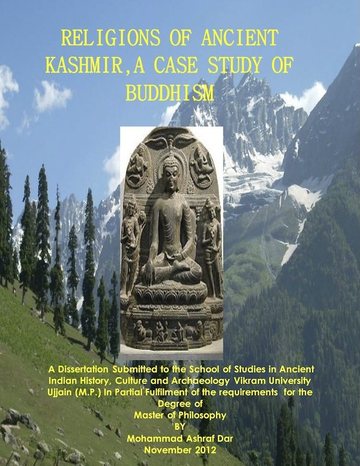 RELIGIONS OF ANCIENT
KASHMIR,A CASE STUDY OF
BUDDHISM
A Dissertation Submitted to the School of Studies in Ancient
Indian History, Culture and Archaeology Vikram University
Ujjain (M.P.) In Partial Fulfilment of the requirements for the
Degree of
Master of Philosophy
BY
Mohammad Ashraf Dar
November 2012